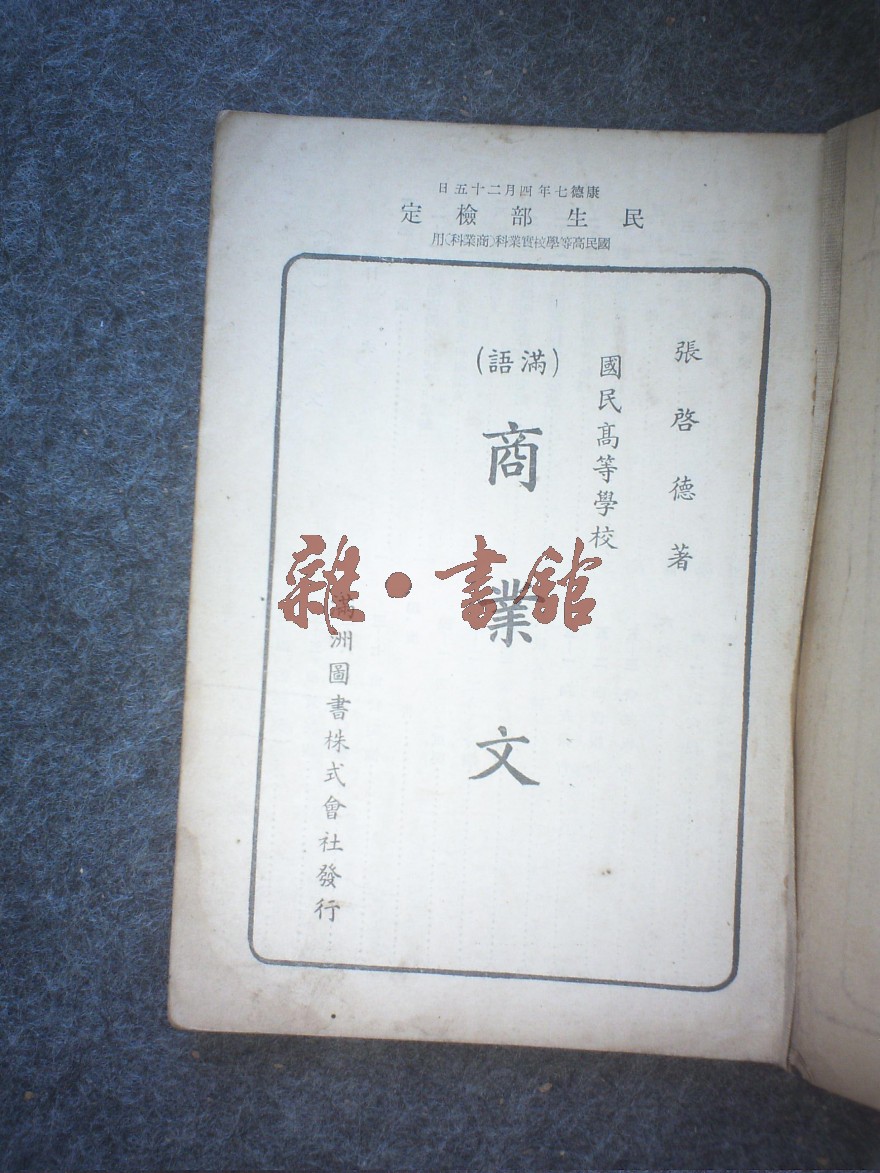 康德七年四月二十五日
民生部檢定
國民高等學校實業科(商業科)用
張啓德著
國民高等學校
(滿語)
商業文
滿洲圖書株式會社發行
雜·書館